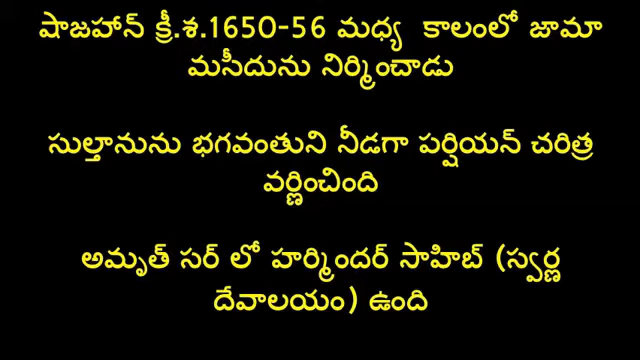 షాజహాన్ క్రీ.శ.1650-56 మధ్య కాలంలో జామా
మసీదును నిర్మించాడు
సుల్తానును భగవంతుని నీడగా పర్షియన్ చరిత్ర
వర్ణించింది
అమృత్ సర్ లో హర్మిందర్ సాహిబ్ (స్వర్ణ
దేవాలయం) ఉంది